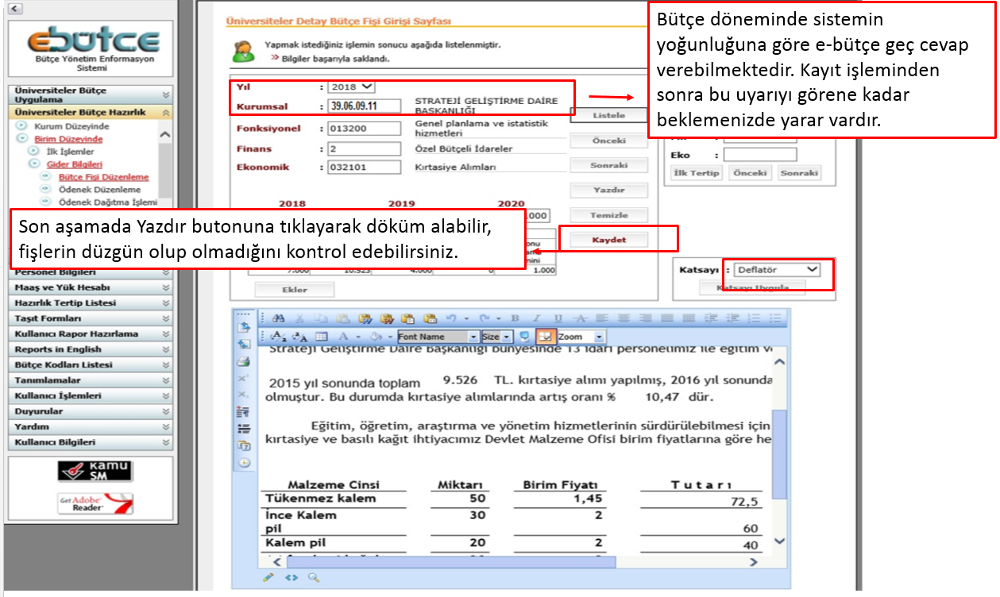 ebütçe
Bütçe Yönetim Enformasyon
Sistemi
Üniversiteler Bütçe
Uygulama
Üniversiteler Bütçe Hazırlık
Kurum Düzeyinde
Birim Düzeyinde
İlk İşlemler
Gider Bilgileri
Bütçe Fişi Düzenleme
Ödenek Düzenleme
Ödenek Dağıtma İşlemi
Personel Bilgileri
Maaş ve Yük Hesabı
Hazırlık Tertip Listesi
Taşıt Formları
Kullanıcı Rapor Hazırlama
Reports in English
Bütçe Kodları Listesi
Tanımlamalar
Kullanıcı İşlemleri
Duyurular
Yardım
Kullanıcı Bilgileri
KAMU
SM
Get Adobe
Reader
Üniversiteler Detay Bütçe Fişi Girişi Sayfası
Yapmak istediğiniz işlemin sonucu aşağıda listelenmiştir.
Bilgiler başarıyla saklandı.
Yıl : 2018
Kurumsal : 39.06.09.11 STRATEJİ GELİŞTİRME DAİRE
BASKANLIĞI
Fonksiyonel : 013200 Genel planlama ve istatistik
hizmetleri
Finans : 2 Özel Bütçeli İdareler
Ekonomik : 032101 Kırtasiye Alımları
2018 2019 2020
.000
7.000 10.523 4.000 0 1.000
Ekler
Listele
Önceki
Sonraki
Yazdır
Temizle
Kaydet
Bütçe döneminde sistemin
yoğunluğuna göre e-bütçe geç cevap
verebilmektedir. Kayıt işleminden
sonra bu uyarıyı görene kadar
beklemenizde yarar vardır.
Eko :
İlk Tertip Önceki Sonraki
Son aşamada Yazdır butonuna tıklayarak döküm alabilir,
fişlerin düzgün olup olmadığını kontrol edebilirsiniz.
Katsayı : Deflatör
Katsayı Uygula
Font Name Size Zoom
Strateji Geliştirme Daire Başkanlığı bünyesinde 13 idari personelimiz ile eğitim v
2015 yıl sonunda toplam 9.526 TL. kırtasiye alımı yapılmış, 2016 yıl sonunda
olmuştur. Bu durumda kırtasiye alımlarında artış oranı % 10,47 dür.
Eğitim, öğretim, araştırma ve yönetim hizmetlerinin sürdürülebilmesi için
kırtasiye ve basılı kağıt ihtiyacımız Devlet Malzeme Ofisi birim fiyatlarına göre he
Malzeme Cinsi Miktarı Birim Fiyatı Tutarı
Tükenmez kalem 50 1,45 72,5
İnce Kalem 30 2
pil 60
Kalem pil 20 2 40